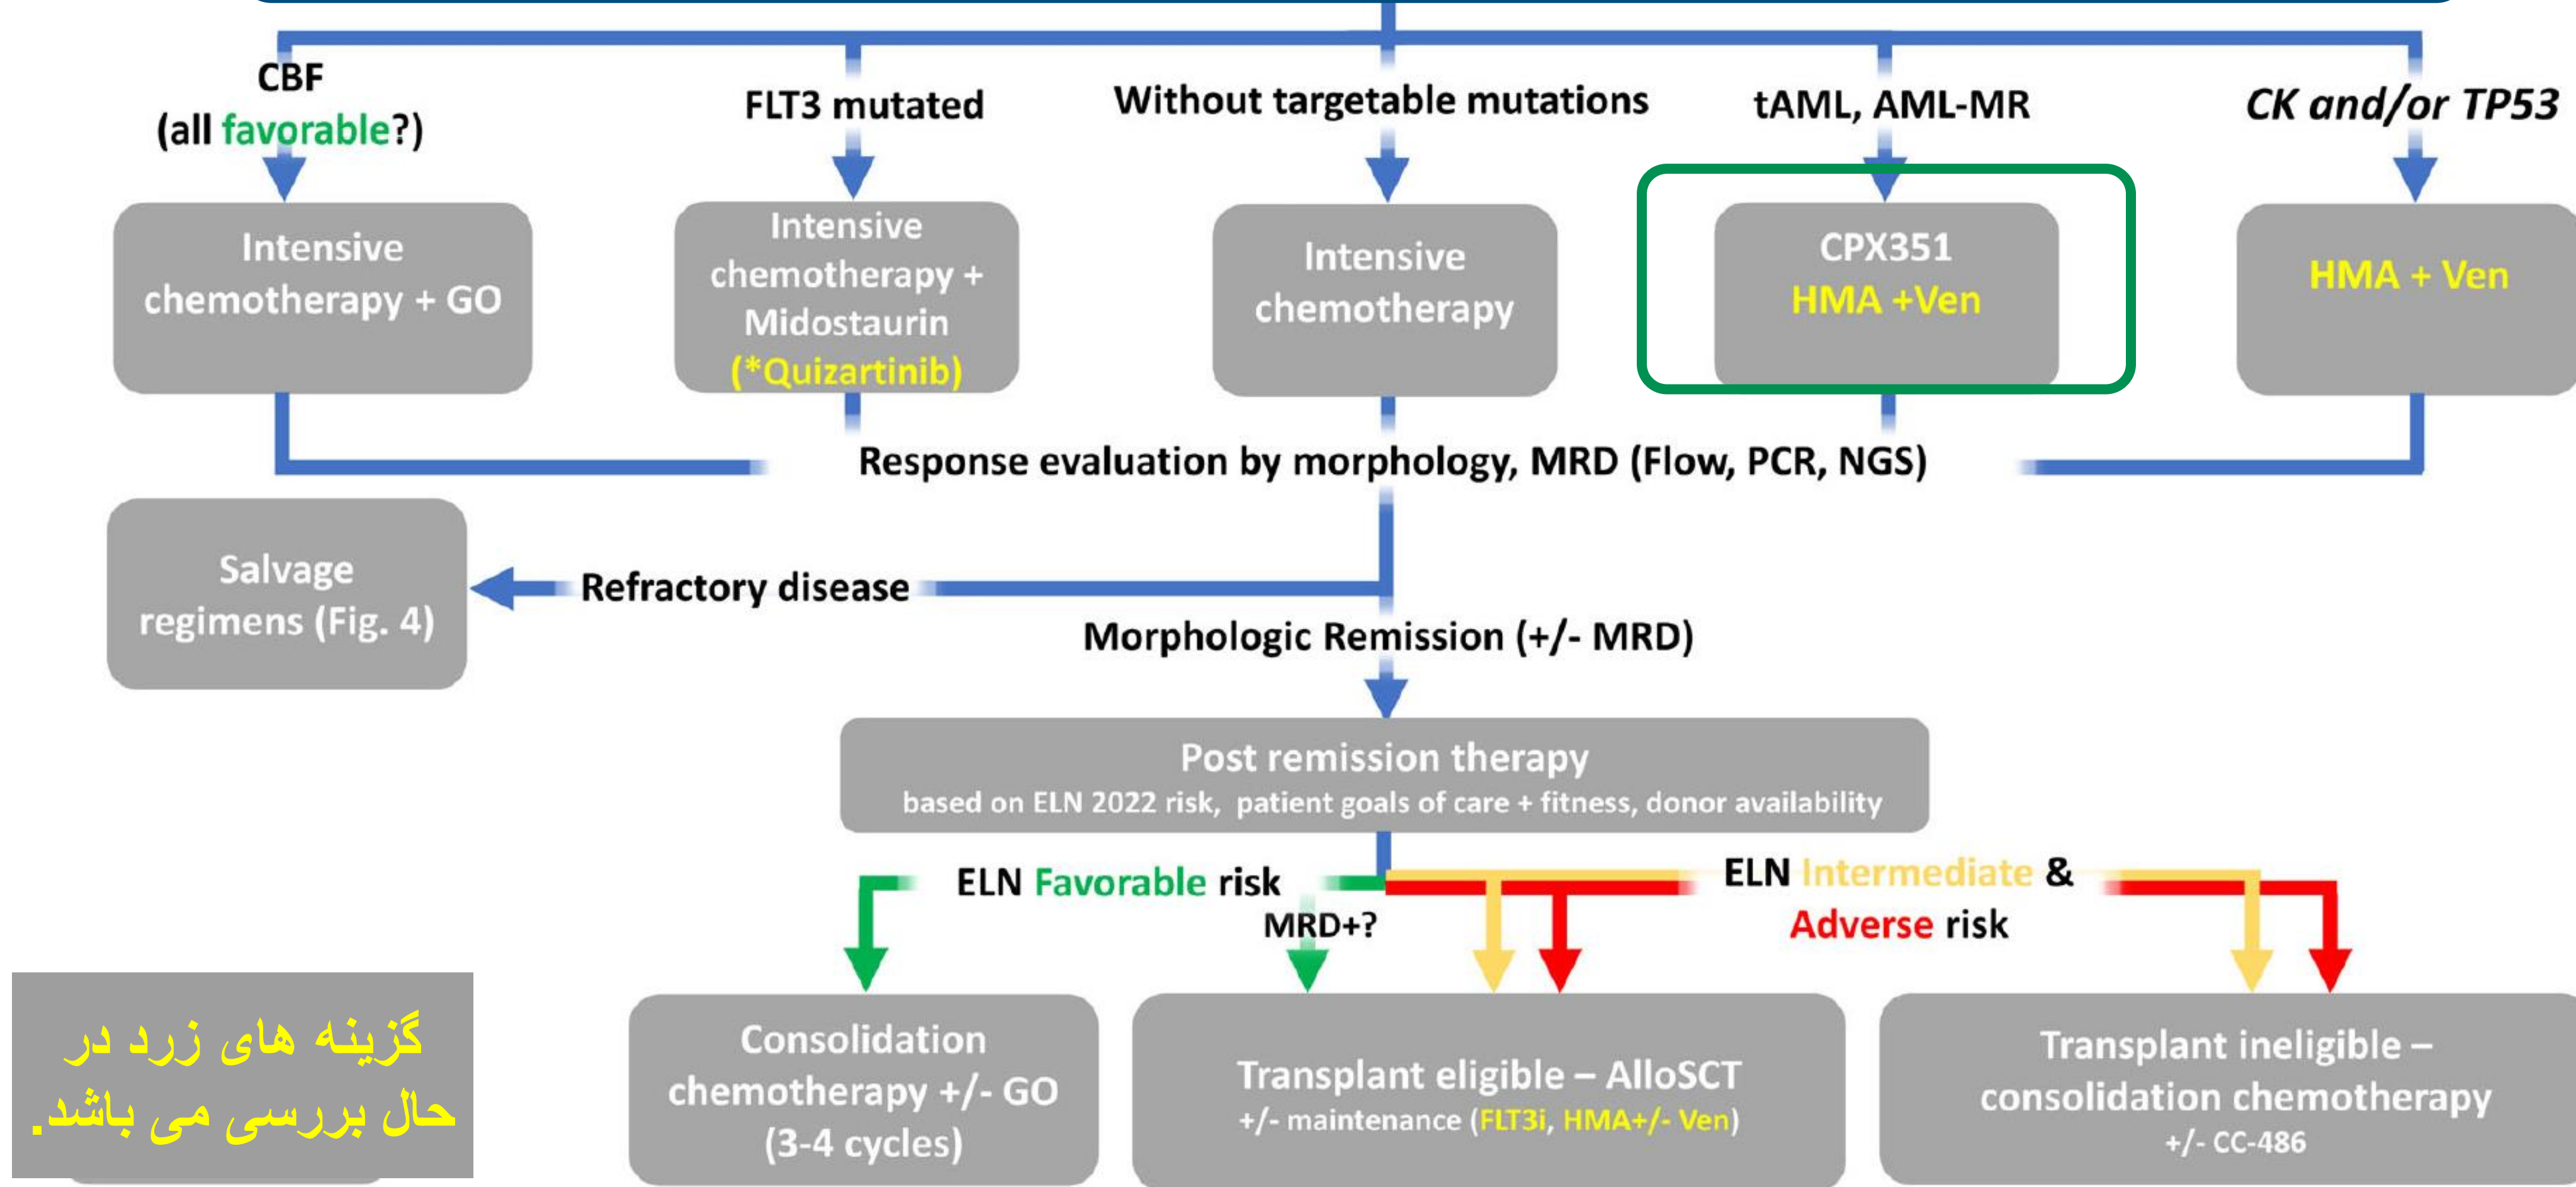 CBF
(all favorable?)
FLT3 mutated
Without targetable mutations
tAML, AML-MR
CK and/or TP53
Intensive
chemotherapy + GO
Intensive
chemotherapy +
Midostaurin
(*Quizartinib)
Intensive
chemotherapy
CPX351
HMA +Ven
HMA + Ven
Response evaluation by morphology, MRD (Flow, PCR, NGS)
Salvage
regimens (Fig. 4)
Refractory disease
Morphologic Remission (+/- MRD)
Post remission therapy
based on ELN 2022 risk, patient goals of care + fitness, donor availability
ELN Favorable risk
MRD+?
ELN Intermediate &
Adverse risk
گزینه های زرد در
حال بررسی می باشد.
Consolidation
chemotherapy +/- GO
(3-4 cycles)
Transplant eligible – AlloSCT
+/- maintenance (FLT3i, HMA+/- Ven)
Transplant ineligible –
consolidation chemotherapy
+/- CC-486